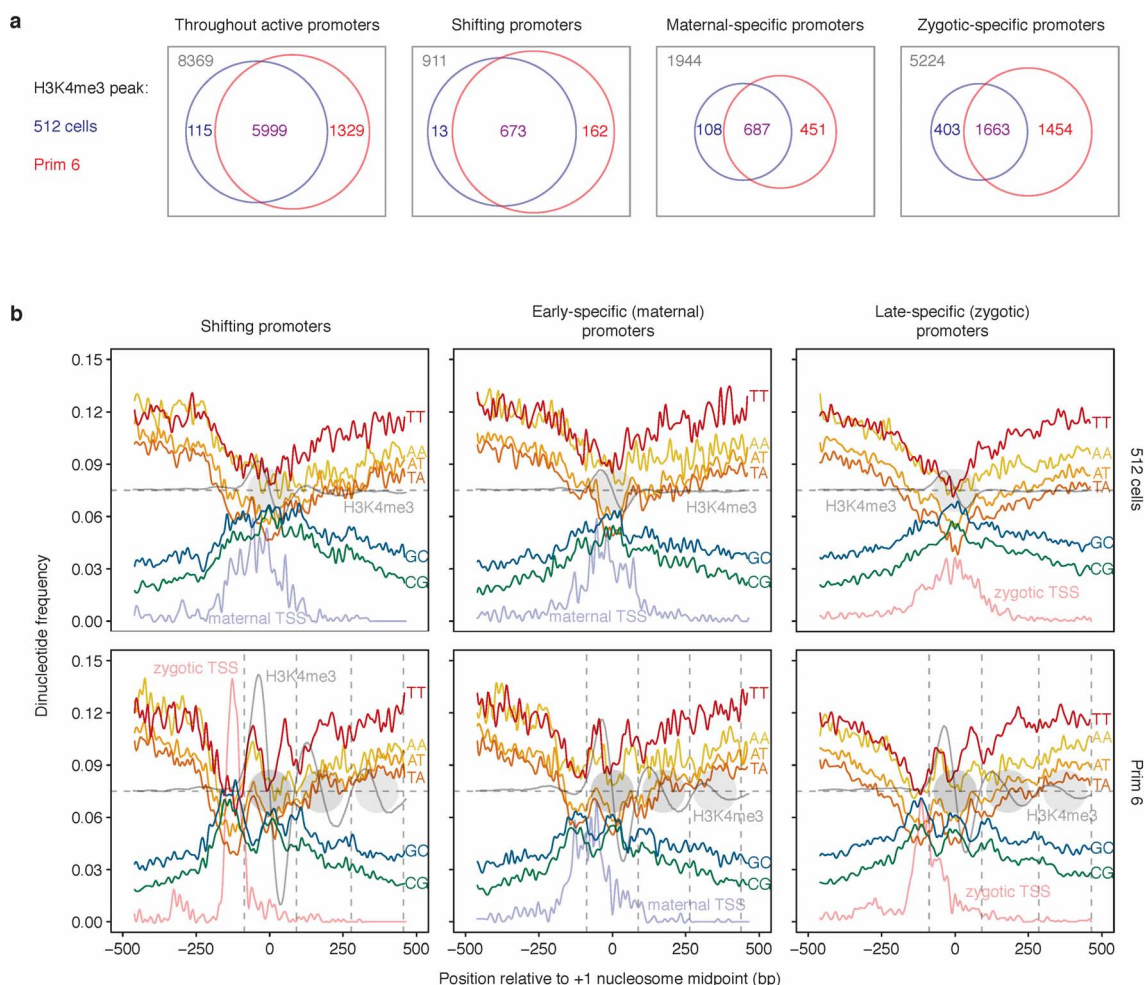 a
Throughout active promoters
Shifting promoters
Maternal-specific promoters
Zygotic-specific promoters
H3K4me3 peak:
512 cells
Prim 6
8369
115
5999
1329
911
13
673
162
1944
108
687
451
5224
403
1663
1454
b
Shifting promoters
Early-specific (maternal)
promoters
Late-specific (zygotic)
promoters
Dinucleotide frequency
0.15
0.12
0.09
0.06
0.03
0.00
TT
AA
AT
TA
H3K4me3
GC
CG
maternal TSS
TT
AA
AT
TA
H3K4me3
GC
CG
maternal TSS
TT
AA
AT
TA
H3K4me3
GC
CG
zygotic TSS
512 cells
0.15
0.12
0.09
0.06
0.03
0.00
zygotic TSS
H3K4me3
TT
AA
AT
TA
GC
CG
TT
AA
AT
TA
H3K4me3
GC
CG
maternal TSS
TT
AA
AT
TA
H3K4me3
GC
CG
zygotic TSS
Prim 6
−500 −250 0 250 500
−500 −250 0 250 500
−500 −250 0 250 500
Position relative to +1 nucleosome midpoint (bp)